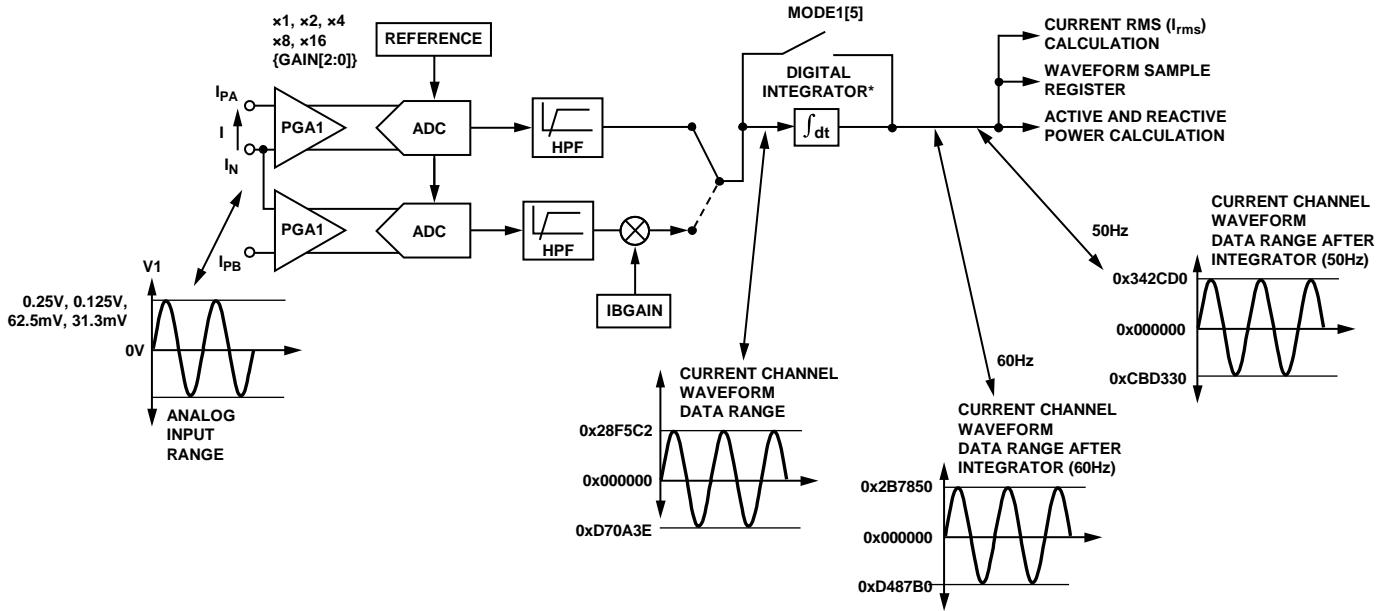 ×1, ×2, ×4
×8, ×16
{GAIN[2:0]}
REFERENCE
MODE1[5]
CURRENT RMS (Irms)
CALCULATION
DIGITAL
INTEGRATOR*
WAVEFORM SAMPLE
REGISTER
IPA
I
IN
PGA1
ADC
HPF
∫dt
ACTIVE AND REACTIVE
POWER CALCULATION
PGA1
ADC
HPF
IPB
IBGAIN
V1
0.25V, 0.125V,
62.5mV, 31.3mV
0V
ANALOG
INPUT
RANGE
CURRENT CHANNEL
WAVEFORM
DATA RANGE
0x28F5C2
0x000000
0xD70A3E
60Hz
CURRENT CHANNEL
WAVEFORM
DATA RANGE AFTER
INTEGRATOR (60Hz)
0x2B7850
0x000000
0xD487B0
50Hz
CURRENT CHANNEL
WAVEFORM
DATA RANGE AFTER
INTEGRATOR (50Hz)
0x342CD0
0x000000
0xCBD330